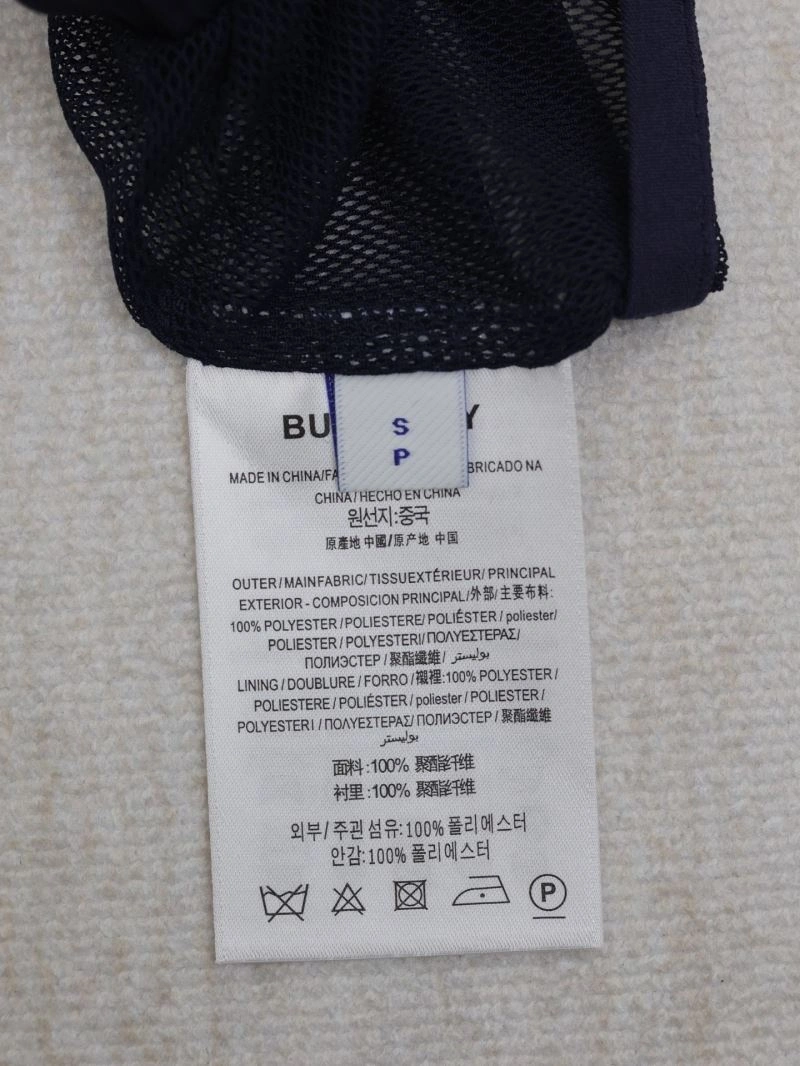 BU Y
S
P
MADE IN CHINA/FA BRICADO NA
CHINA/HECHO EN CHINA
원선지:중국
原產地 中國/原产地 中国
OUTER/MAINFABRIC/TISSUEXTÉRIEUR/PRINCIPAL
EXTERIOR-COMPOSICION PRINCIPAL/外部/主要布料:
100% POLYESTER/POLIESTERE/POLIÉSTER/poliester/
POLIESTER/POLYESTERI/ΠΟΛΥΕΣΤΕΡΑΣ/
ПОЛИЭСТЕР/聚酯纖維/ بوليستر
LINING/DOUBLURE/FORRO/襯裡:100% POLYESTER/
POLIESTERE/POLIÉSTER/poliester/POLIESTER/
POLYESTERI/ΠΟΛΥΕΣΤΕΡΑΣ/ПОЛИЭСТЕР/聚酯纖維
بوليستر
面料:100% 聚酯纤维
衬里:100% 聚酯纤维
외부/주괸 섬유:100% 폴리에스터
안감:100% 폴리에스터
P